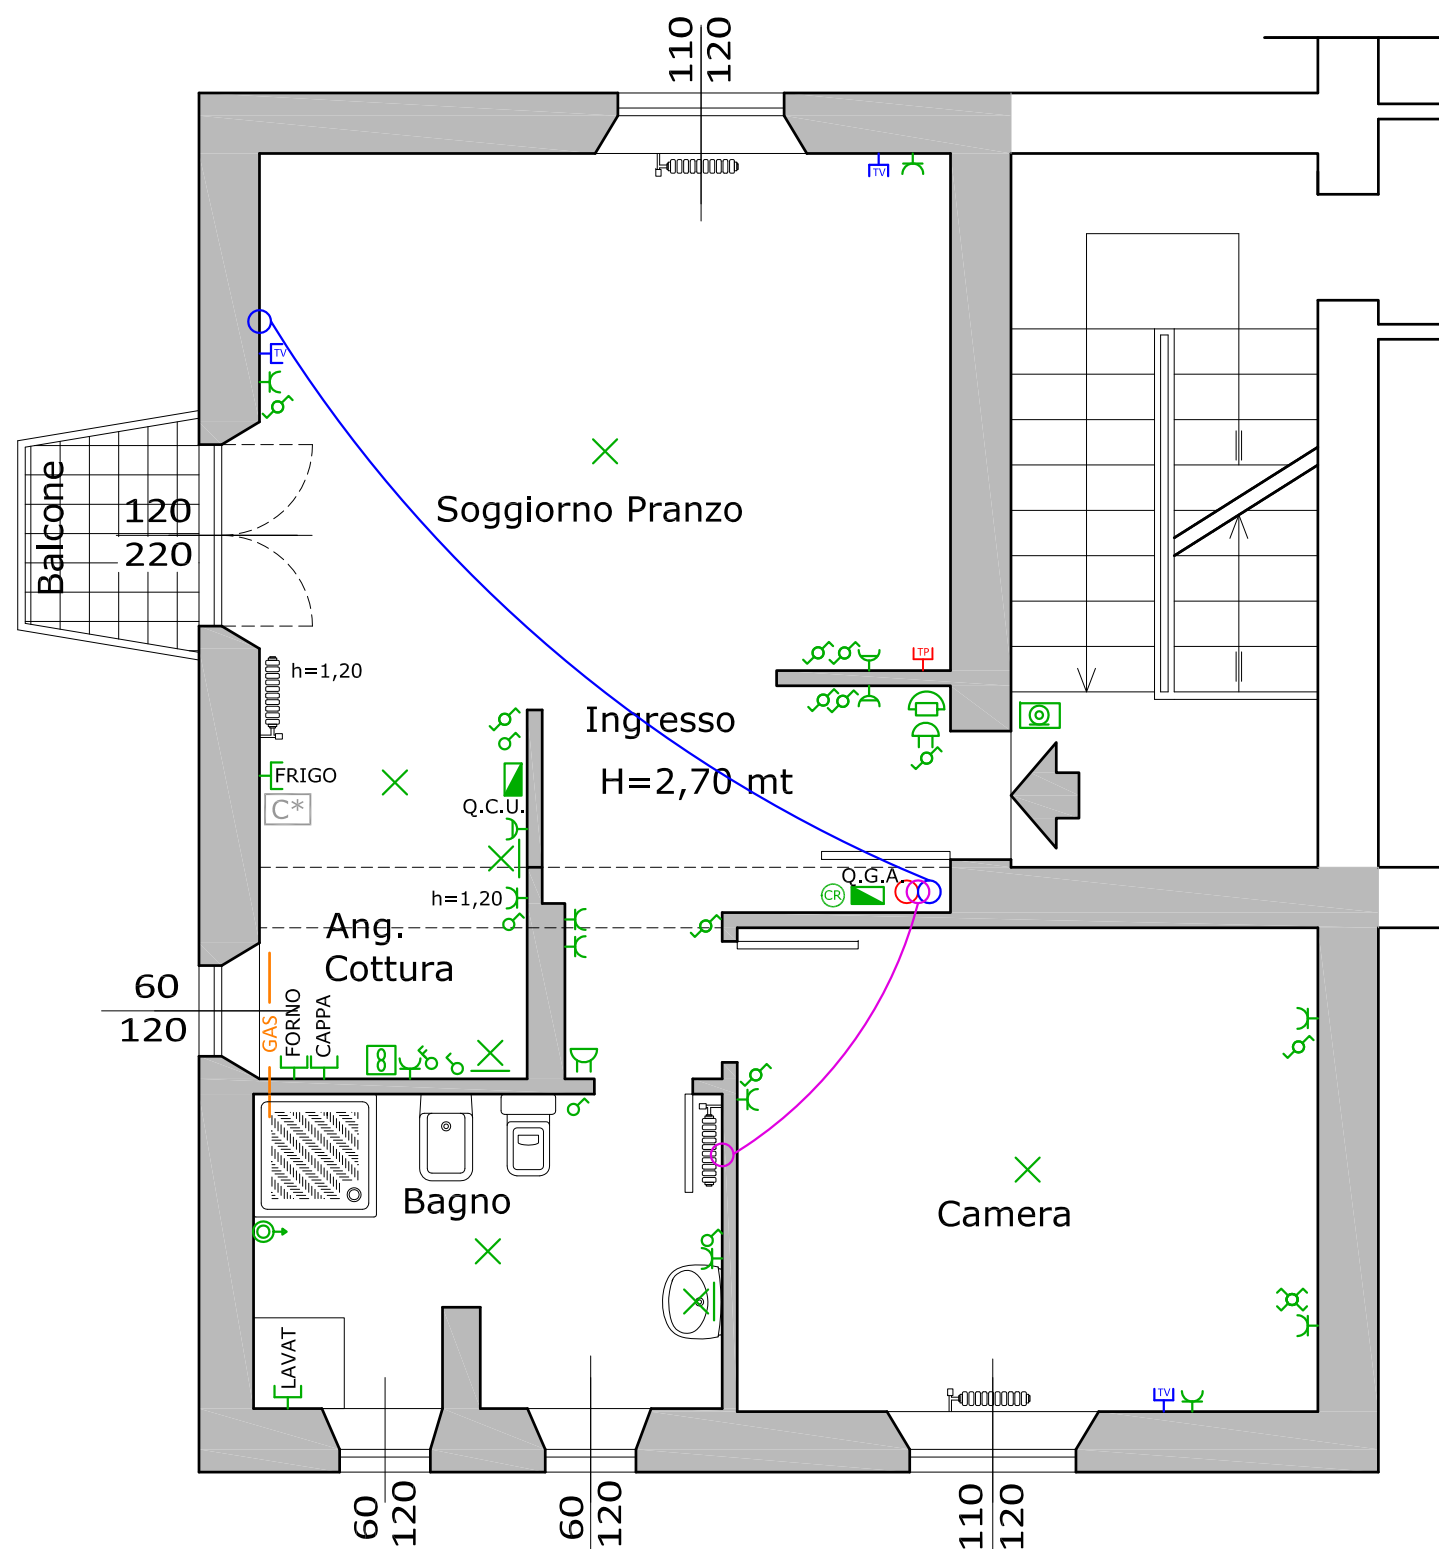 110
120
TV
TV
Balcone
120
220
Soggiorno Pranzo
h=1,20
TP
Ingresso
H=2,70 mt
FRIGO
C*
Q.C.U.
Q.G.A.
CR
h=1,20
Ang.
Cottura
60
120
GAS
FORNO
CAPPA
Bagno
Camera
LAVAT
TV
60
120
60
120
110
120